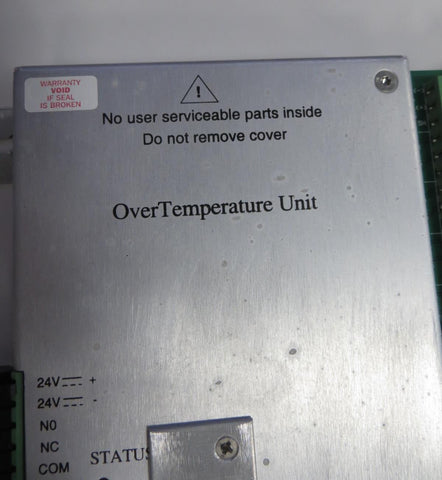 WARRANTY
VOID
IF SEAL
IS BROKEN
!
No user serviceable parts inside
Do not remove cover
OverTemperature Unit
24V⎓ +
24V⎓ -
NO
NC
COM
STATUS